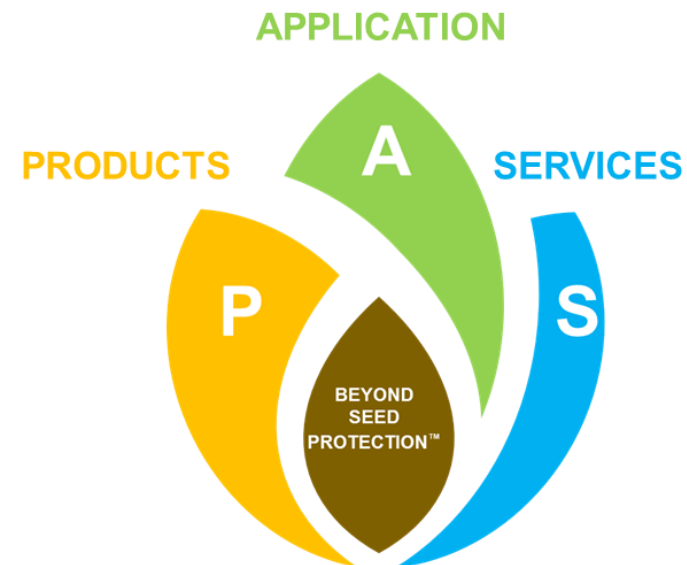 APPLICATION
PRODUCTS
SERVICES
A
P
S
BEYOND
SEED
PROTECTION™